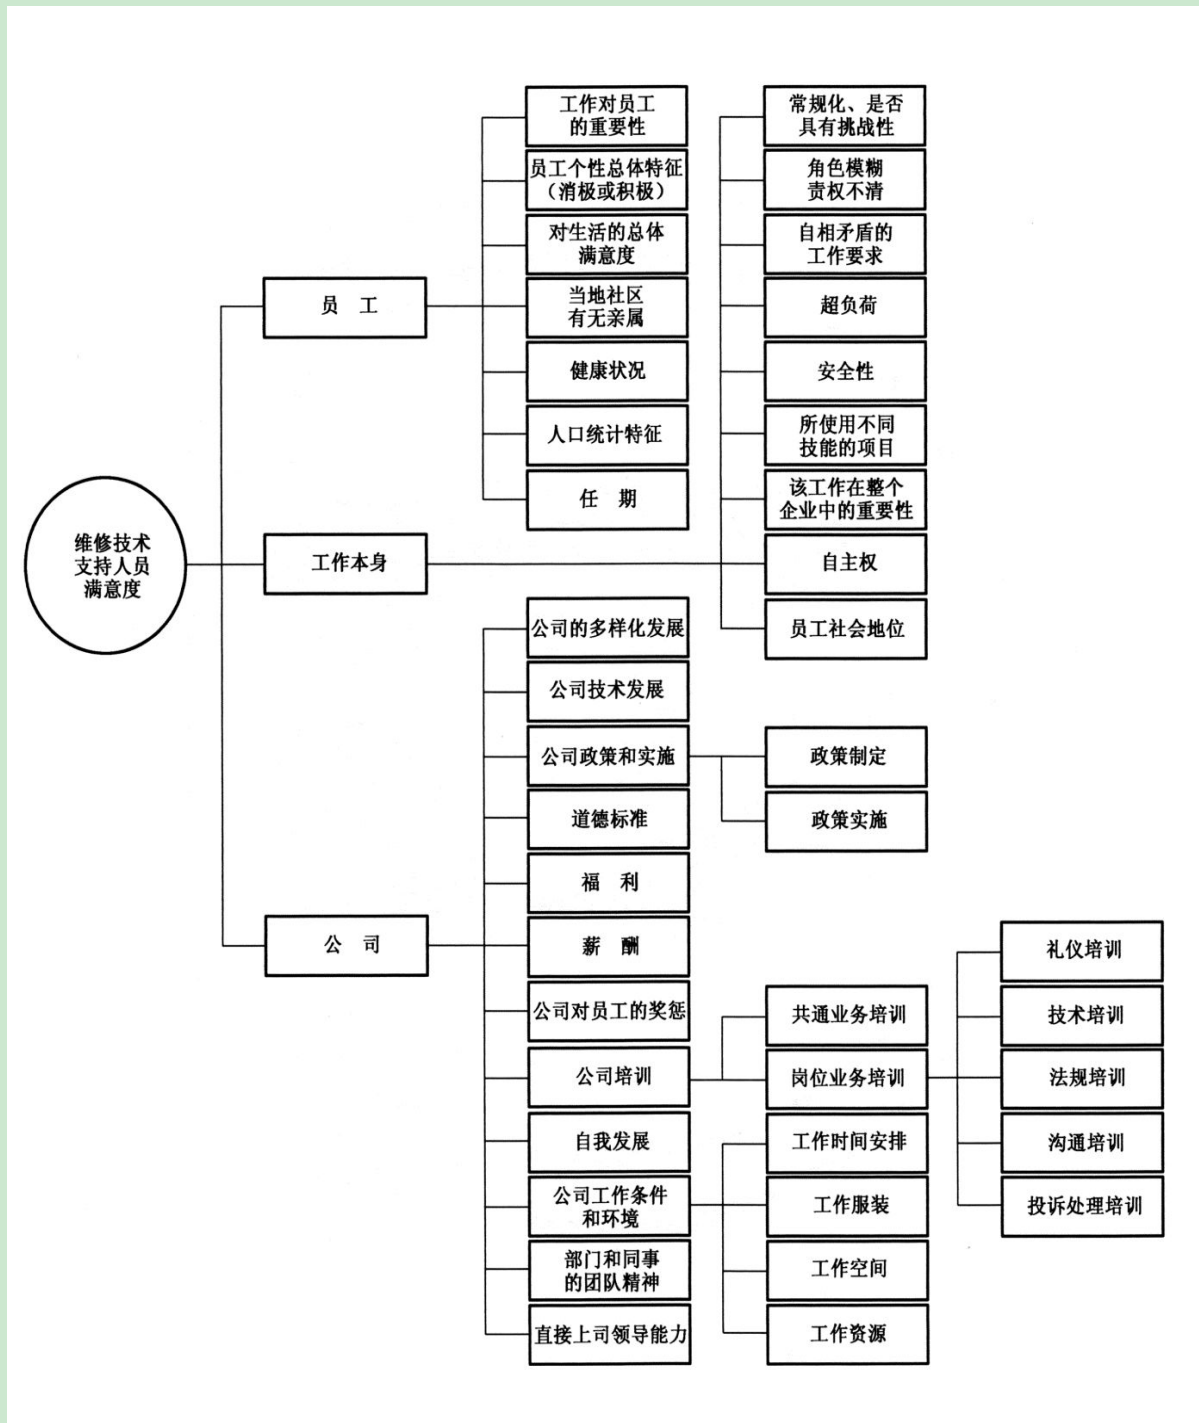 维修技术
支持人员
满意度
员 工
工作对员工
的重要性
员工个性总体特征
（消极或积极）
对生活的总体
满意度
当地社区
有无亲属
健康状况
人口统计特征
任 期
工作本身
常规化、是否
具有挑战性
角色模糊
责权不清
自相矛盾的
工作要求
超负荷
安全性
所使用不同
技能的项目
该工作在整个
企业中的重要性
自主权
员工社会地位
公 司
公司的多样化发展
公司技术发展
公司政策和实施
政策制定
政策实施
道德标准
福 利
薪 酬
公司对员工的奖惩
公司培训
共通业务培训
岗位业务培训
礼仪培训
技术培训
法规培训
沟通培训
投诉处理培训
自我发展
公司工作条件
和环境
工作时间安排
工作服装
工作空间
工作资源
部门和同事
的团队精神
直接上司领导能力